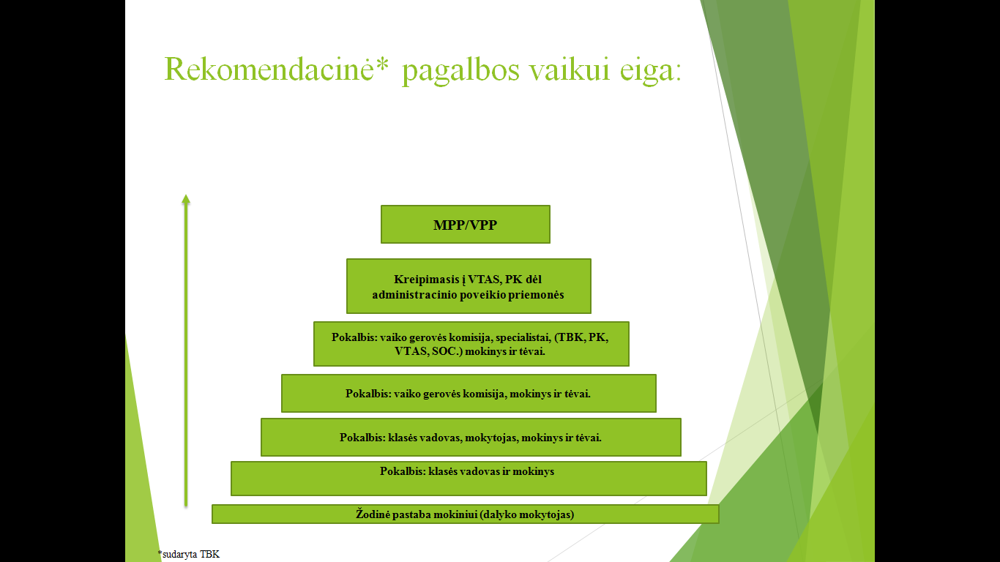 Rekomendacinė* pagalbos vaikui eiga:
MPP/VPP
Kreipimasis į VTAS, PK dėl
administracinio poveikio priemonės
Pokalbis: vaiko gerovės komisija, specialistai, (TBK, PK,
VTAS, SOC.) mokinys ir tėvai.
Pokalbis: vaiko gerovės komisija, mokinys ir tėvai.
Pokalbis: klasės vadovas, mokytojas, mokinys ir tėvai.
Pokalbis: klasės vadovas ir mokinys
Žodinė pastaba mokiniui (dalyko mokytojas)
*sudaryta TBK